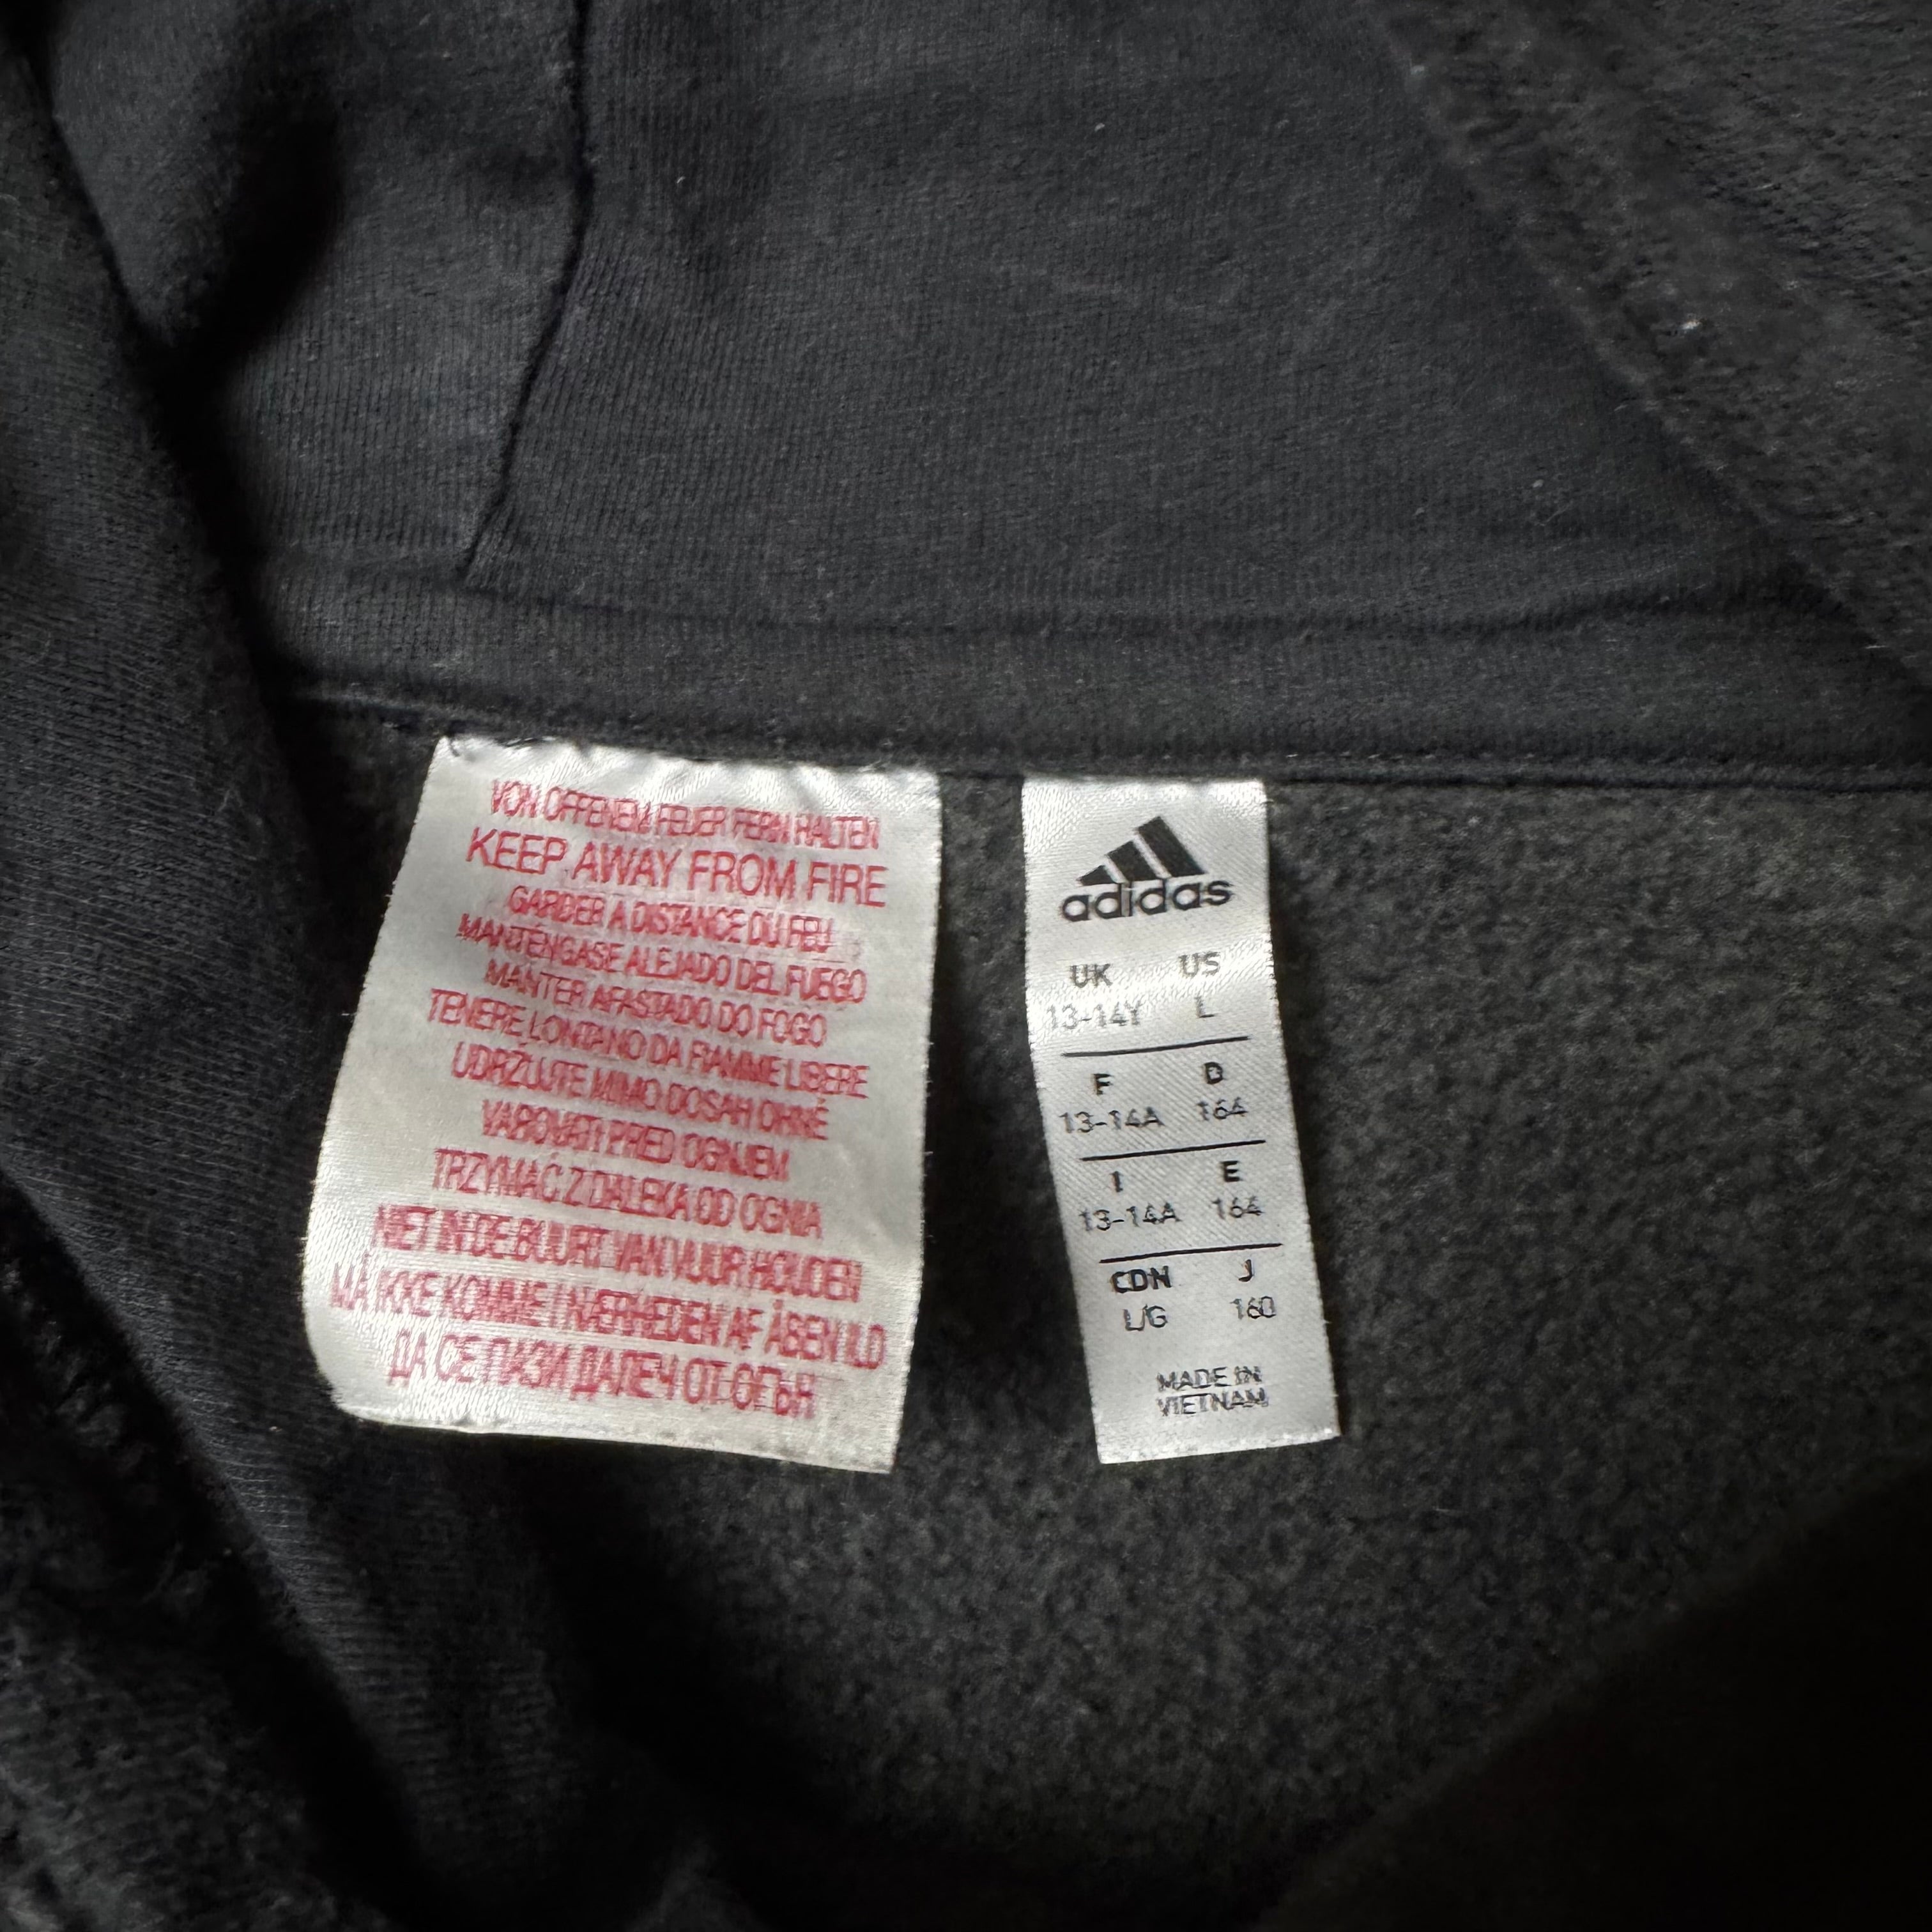 VON OFFENEM FEUER FERN HALTEN
KEEP AWAY FROM FIRE
GARDER À DISTANCE DU FEU
MANTÉNGASE ALEJADO DEL FUEGO
MANTER AFASTADO DO FOGO
TENERE LONTANO DA FIAMME LIBERE
UDRŽUJTE MIMO DOSAH OHNĚ
VAROVATI PRED OGNJEM
TRZYMAĆ Z DALEKA OD OGNIA
NIET IN DE BUURT VAN VUUR HOUDEN
MÅ IKKE KOMME I NÆRHEDEN AF ÅBEN ILD
ДА СЕ ПАЗИ ДАЛЕЧ ОТ ОГЪН
adidas
UK US
13-14Y L
F D
13-14A 164
I E
13-14A 164
CDN J
L/G 160
MADE IN
VIETNAM